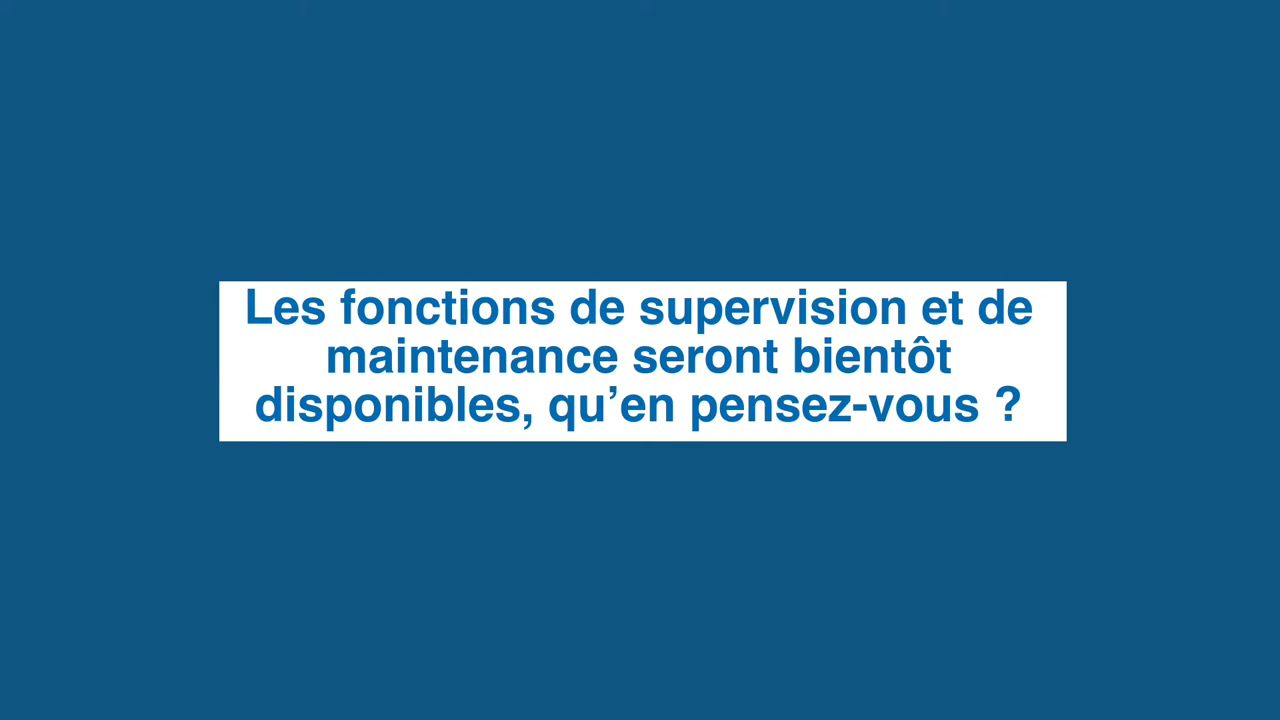 Les fonctions de supervision et de
maintenance seront bientôt
disponibles, qu’en pensez-vous ?